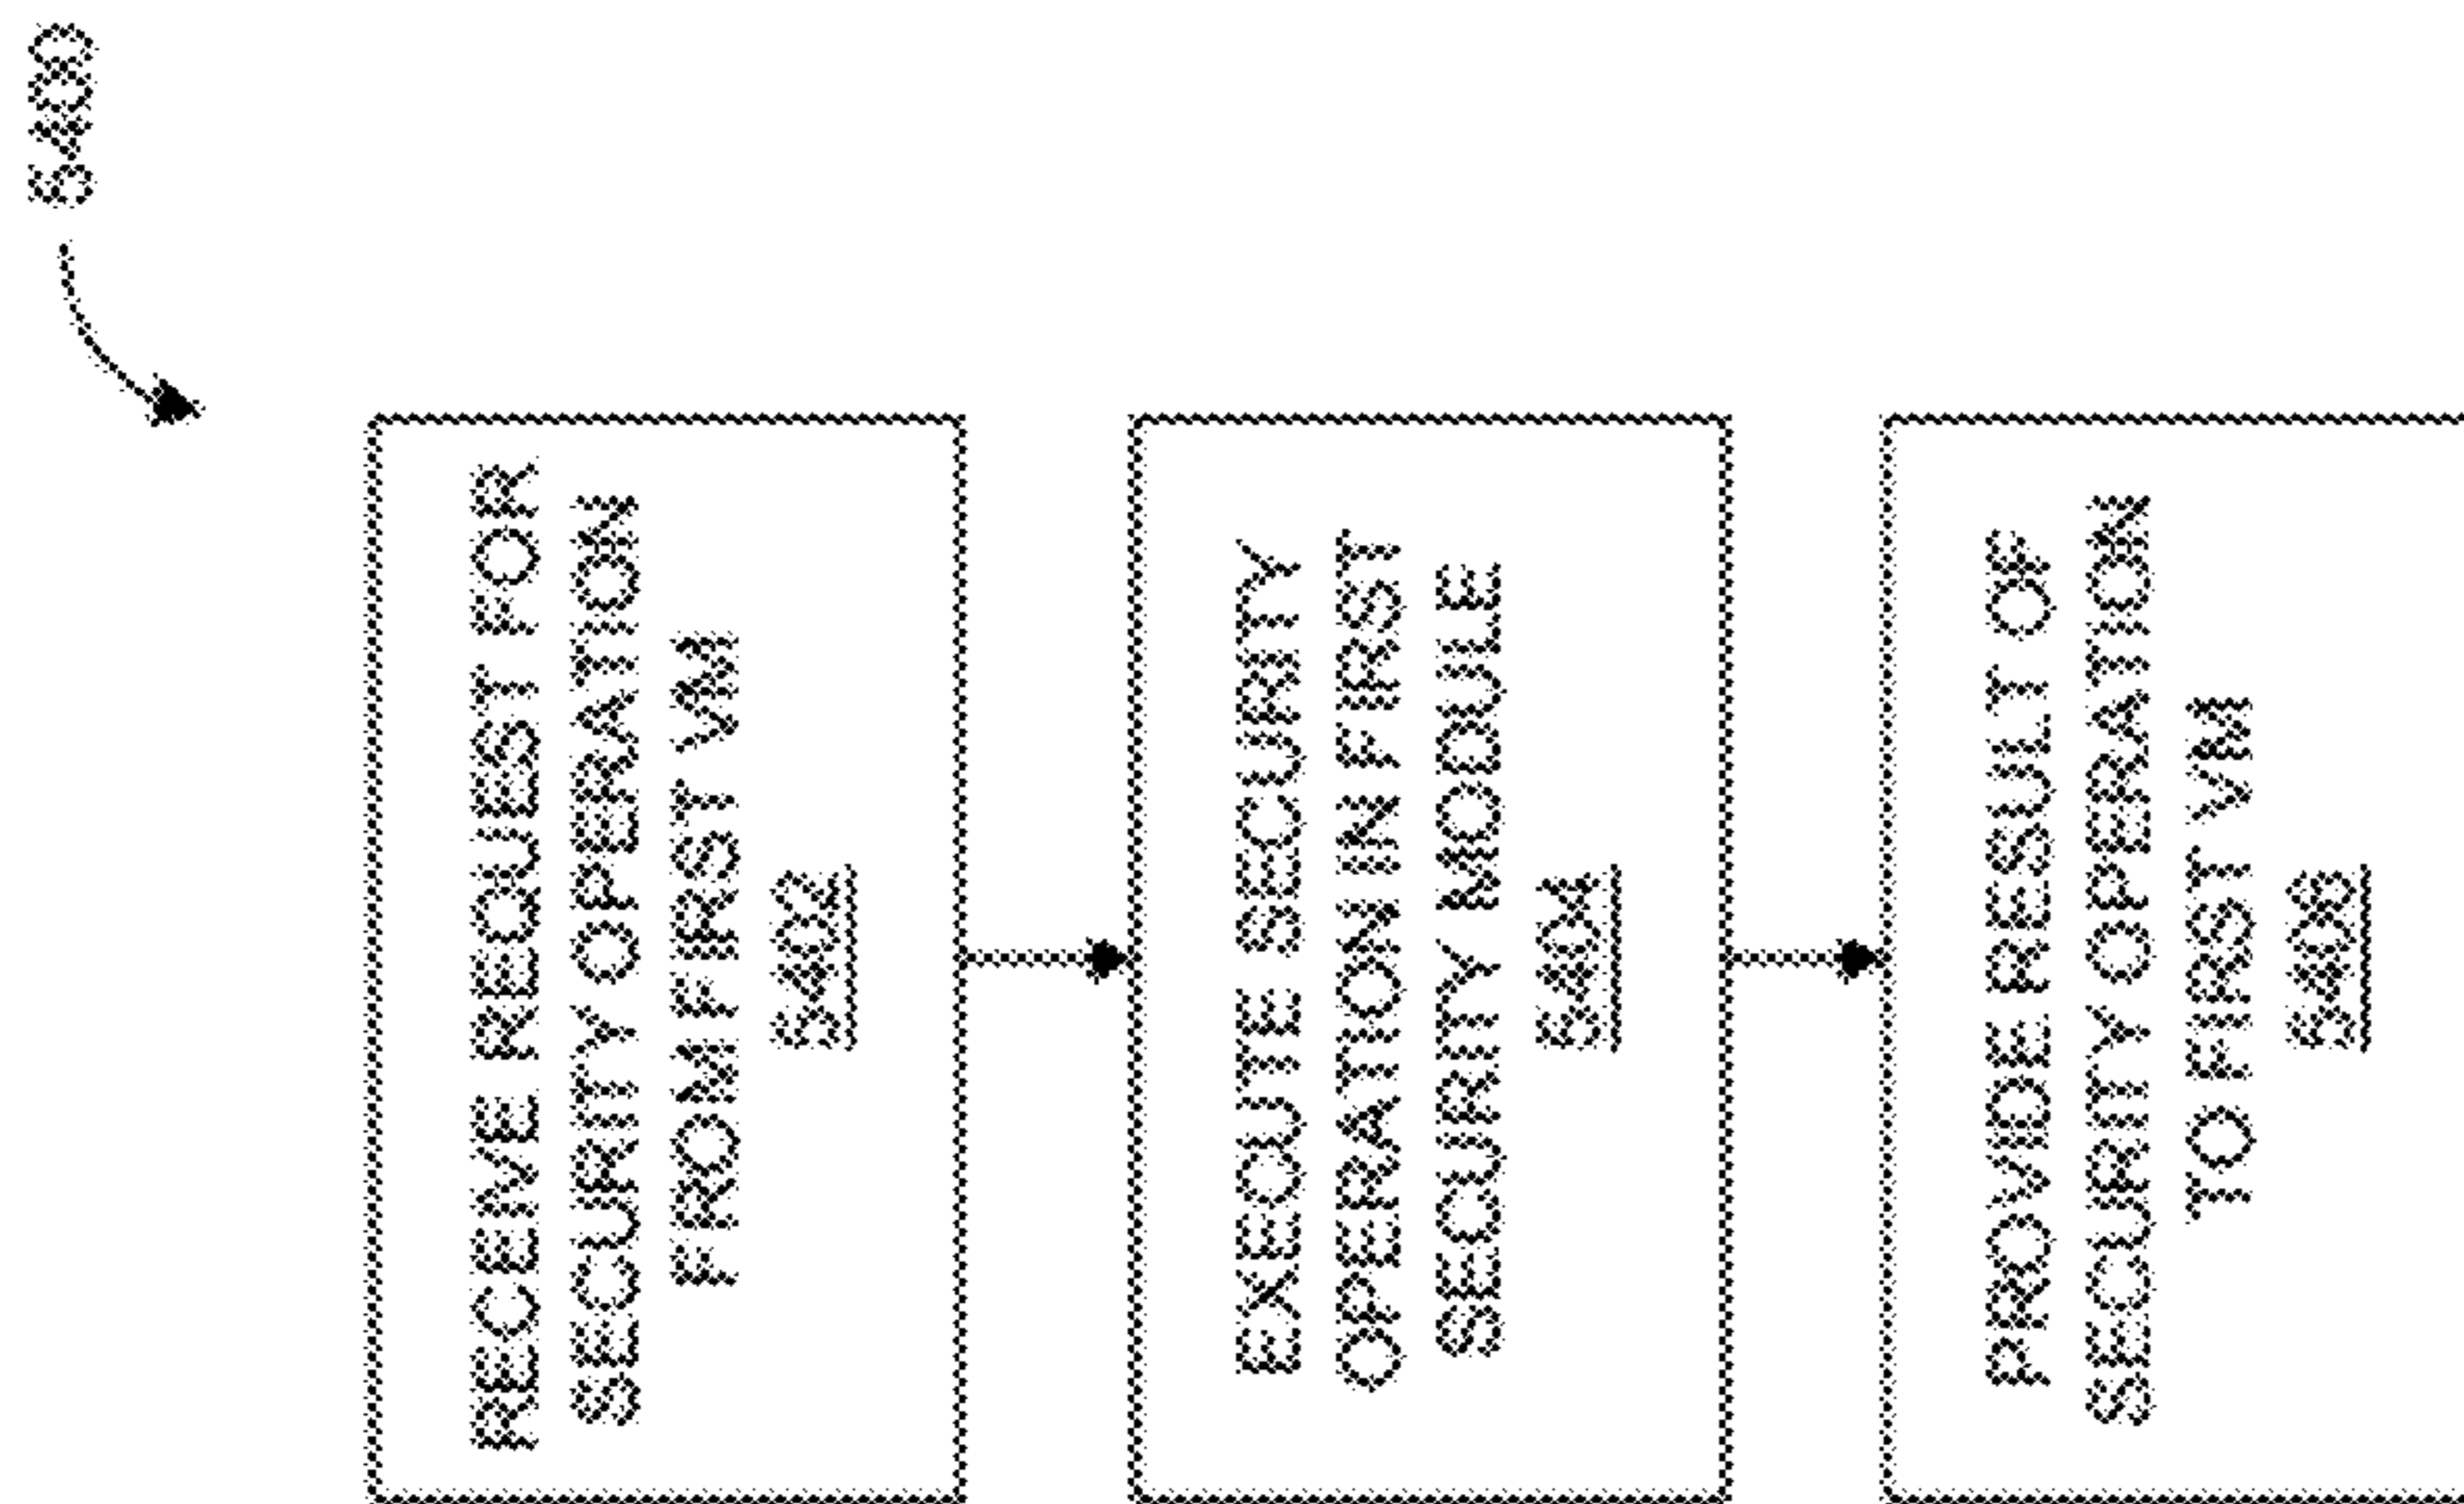 5400
RECEIVE REQUEST FOR
SECURITY OPERATION
FROM FIRST VM
5402
EXECUTE SECURITY
OPERATION IN FIRST
SECURITY MODULE
5404
PROVIDE RESULT OF
SECURITY OPERATION
TO FIRST VM